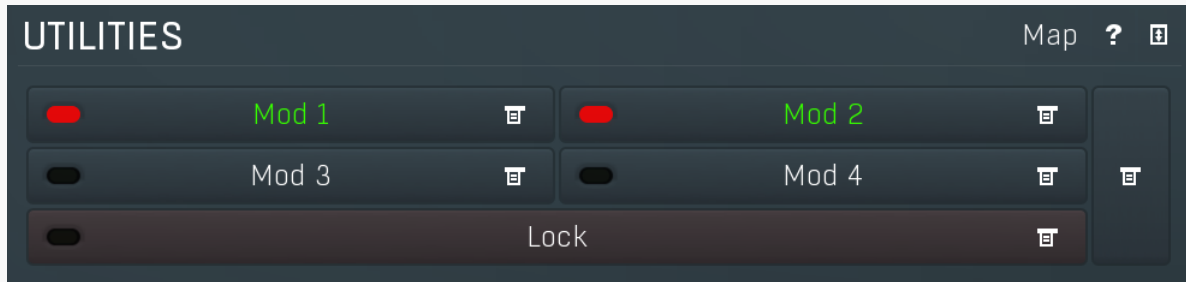 UTILITIES Map ?
Mod 1 Mod 2
Mod 3 Mod 4
Lock